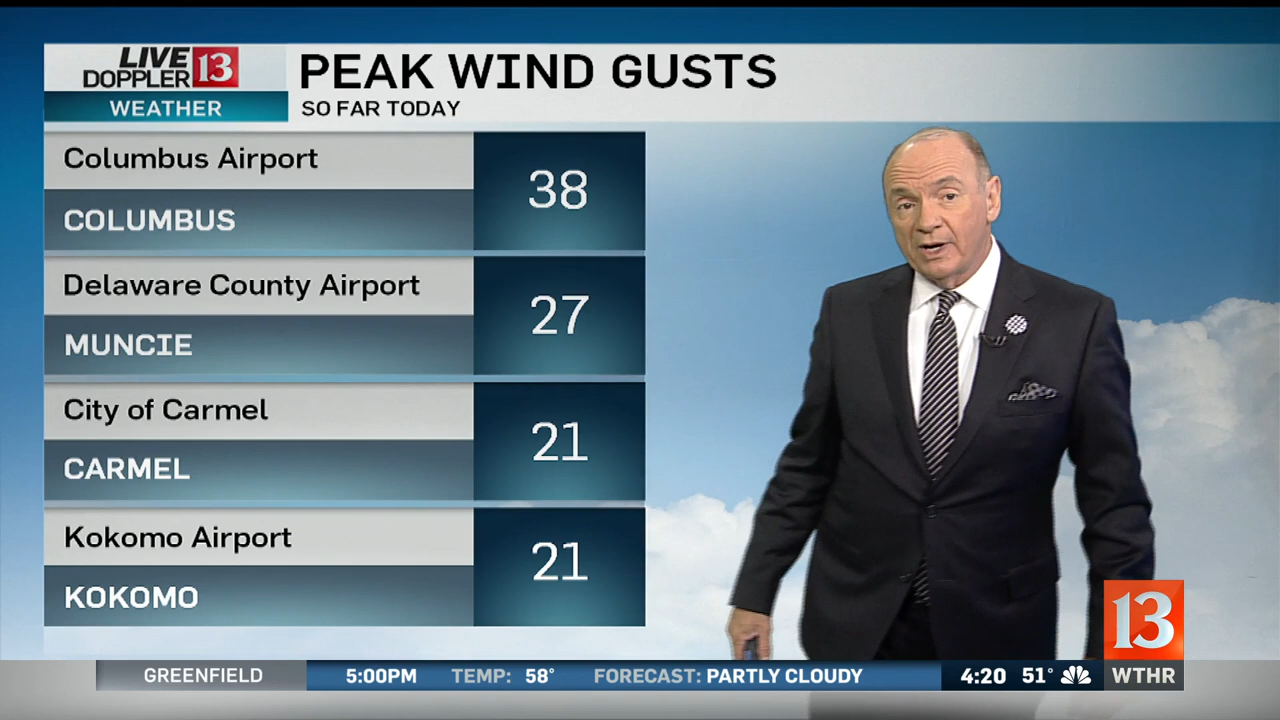 LIVE
DOPPLER 13
WEATHER
PEAK WIND GUSTS
SO FAR TODAY
Columbus Airport
COLUMBUS
38
Delaware County Airport
MUNCIE
27
City of Carmel
CARMEL
21
Kokomo Airport
KOKOMO
21
13
WTHR
GREENFIELD
5:00PM TEMP: 58° FORECAST: PARTLY CLOUDY
4:20 51°